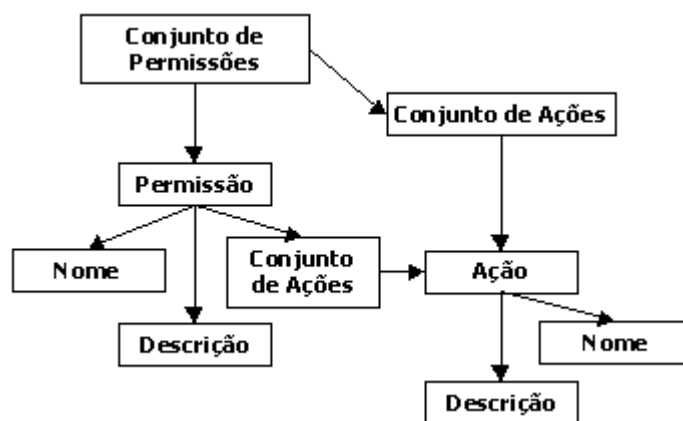 Conjunto de
Permissões
Conjunto de Ações
Permissão
Nome
Conjunto
de Ações
Ação
Descrição
Nome
Descrição